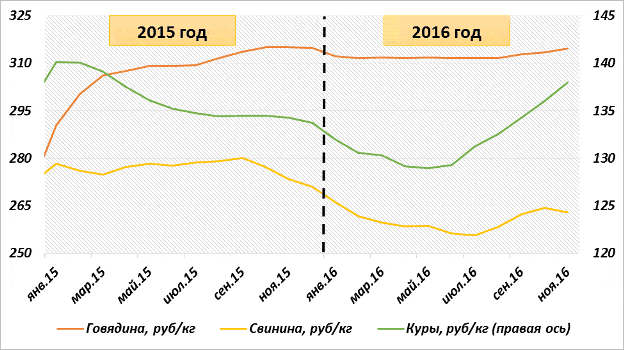 325
2015 год
2016 год
145
310
140
295
135
280
130
265
125
250
120
янв.15
мар.15
май.15
июл.15
сен.15
ноя.15
янв.16
мар.16
май.16
июл.16
сен.16
ноя.16
Говядина, руб/кг
Свинина, руб/кг
Куры, руб/кг (правая ось)